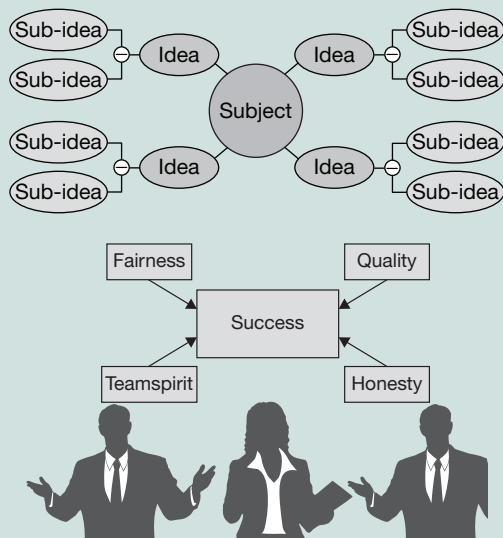 Sub-idea
Sub-idea
Idea
Idea
Sub-idea
Sub-idea
Subject
Sub-idea
Sub-idea
Idea
Idea
Sub-idea
Sub-idea
Fairness
Quality
Success
Teamspirit
Honesty